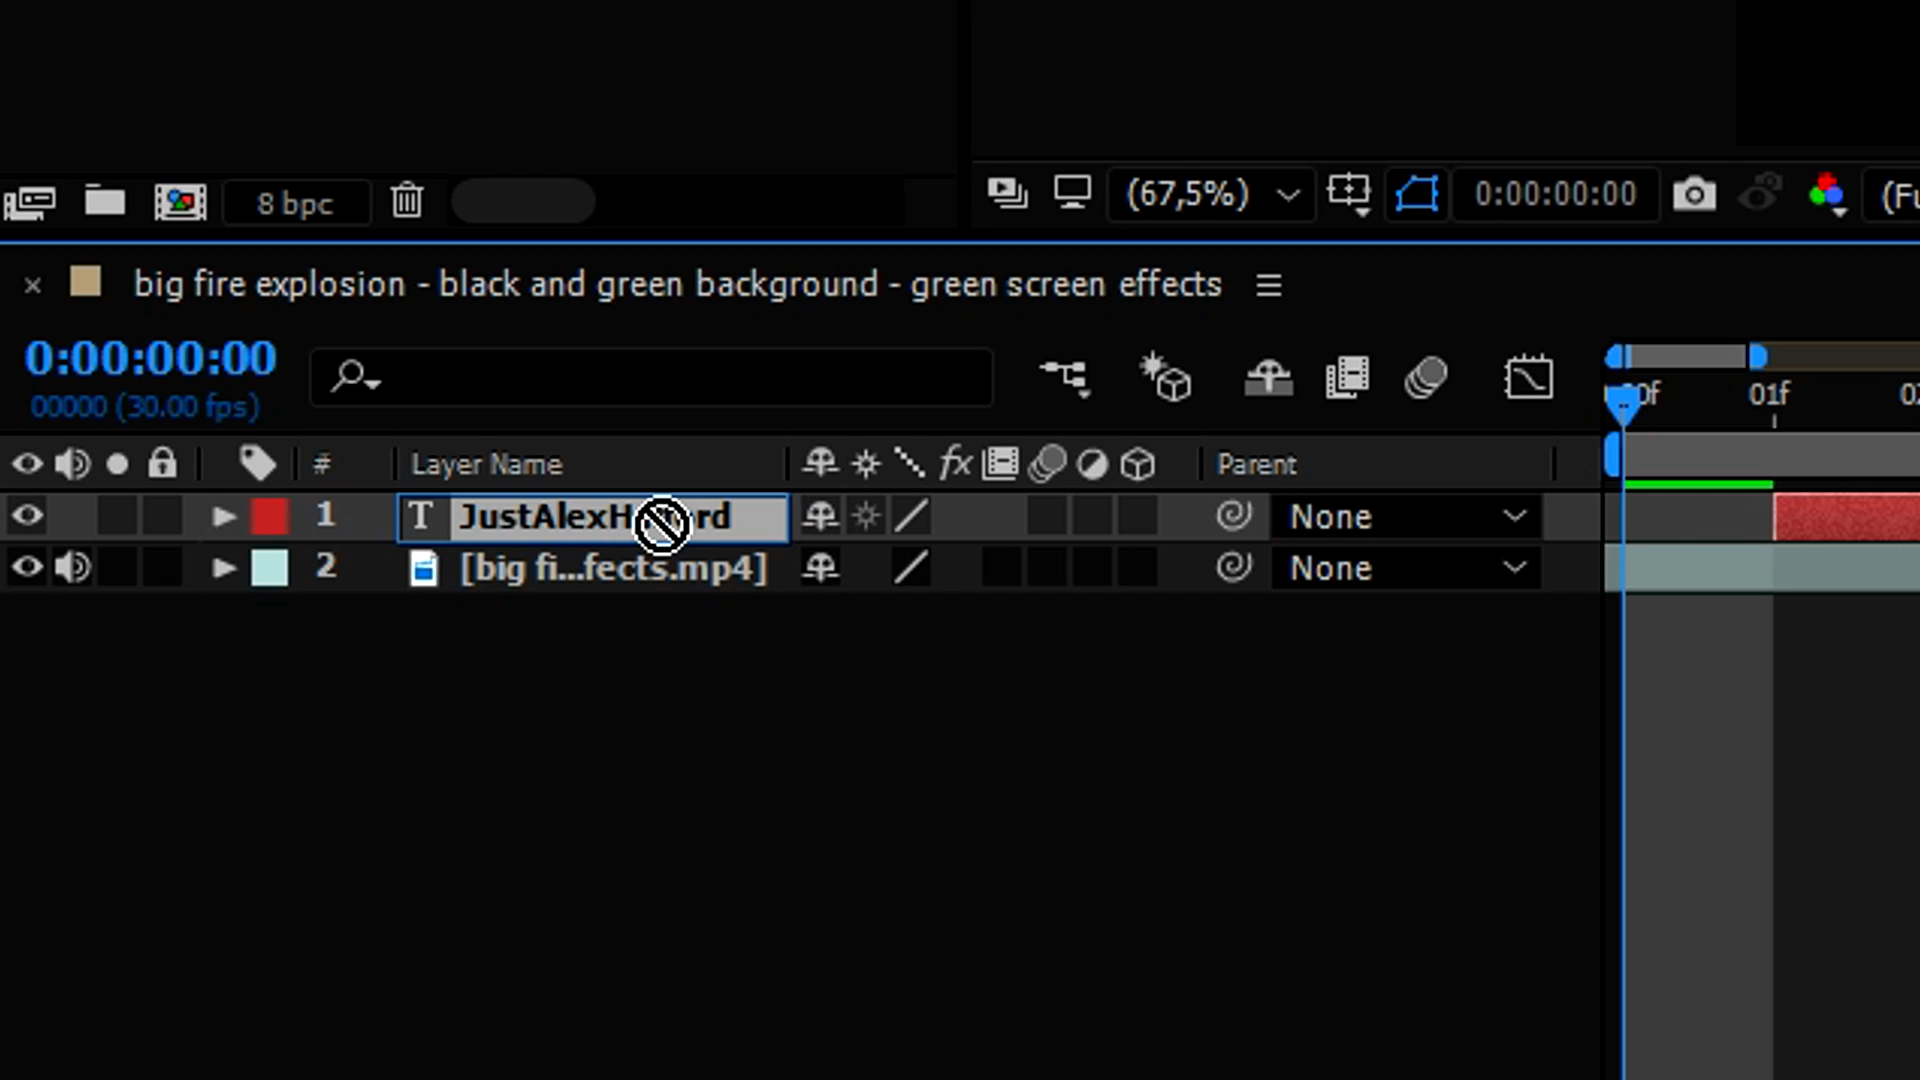 8 bpc
(67,5%) 0:00:00:00
big fire explosion - black and green background - green screen effects
0:00:00:00
00000 (30.00 fps)
01f
# Layer Name fx Parent
1 T None
2 [big fi...fects.mp4] None